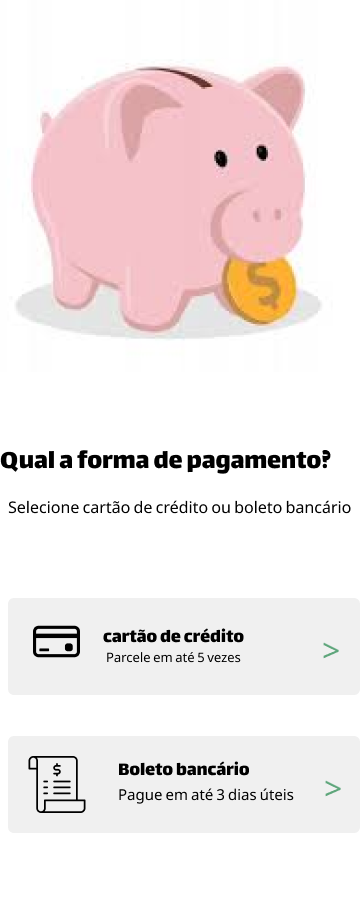 $
Qual a forma de pagamento?
Selecione cartão de crédito ou boleto bancário
cartão de crédito
Parcele em até 5 vezes
>
$
Boleto bancário
Pague em até 3 dias úteis
>